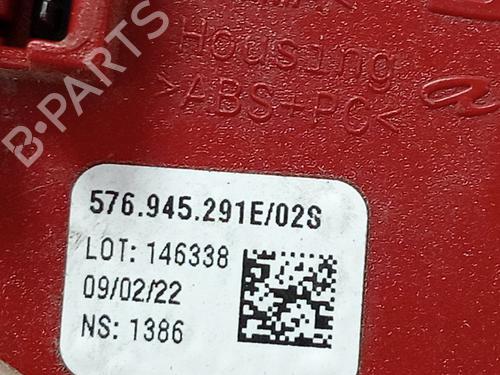 B-PARTS
Housing
>ABS+PC<
576.945.291E/02S
LOT: 146338
09/02/22
NS: 1386